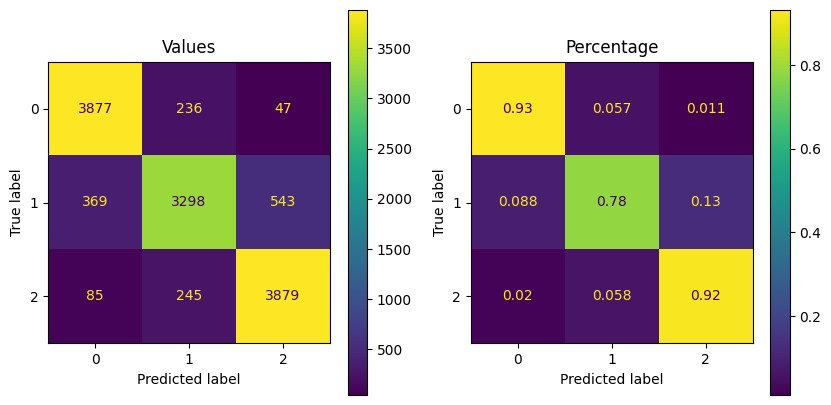 Values
Percentage
3500
3000
2500
2000
1500
1000
500
0.8
0.6
0.4
0.2
0
3877 236 47
0
0.93 0.057 0.011
1
369 3298 543
1
0.088 0.78 0.13
2
85 245 3879
2
0.02 0.058 0.92
True label
True label
0 1 2
0 1 2
Predicted label
Predicted label